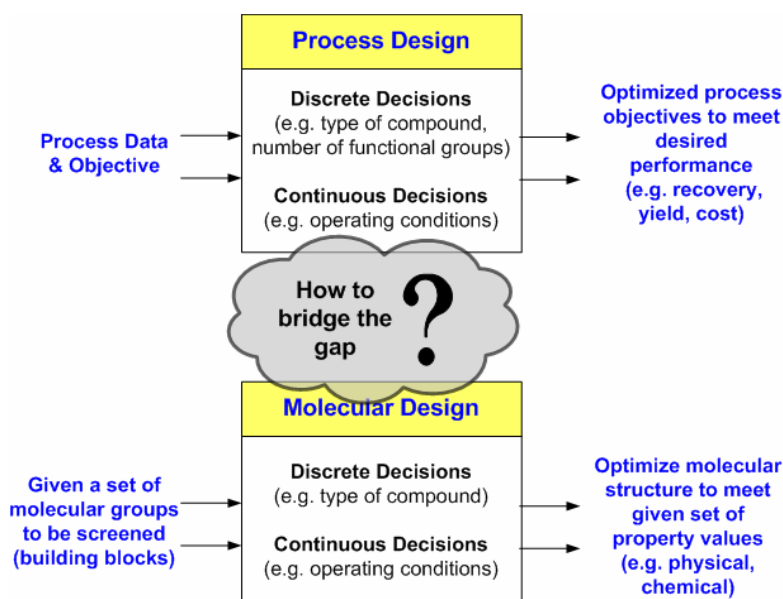 Process Design
Process Data
& Objective
Discrete Decisions
(e.g. type of compound,
number of functional groups)
Continuous Decisions
(e.g. operating conditions)
Optimized process
objectives to meet
desired
performance
(e.g. recovery,
yield, cost)
How to
bridge the
gap
?
Molecular Design
Given a set of
molecular groups
to be screened
(building blocks)
Discrete Decisions
(e.g. type of compound)
Continuous Decisions
(e.g. operating conditions)
Optimize molecular
structure to meet
given set of
property values
(e.g. physical,
chemical)